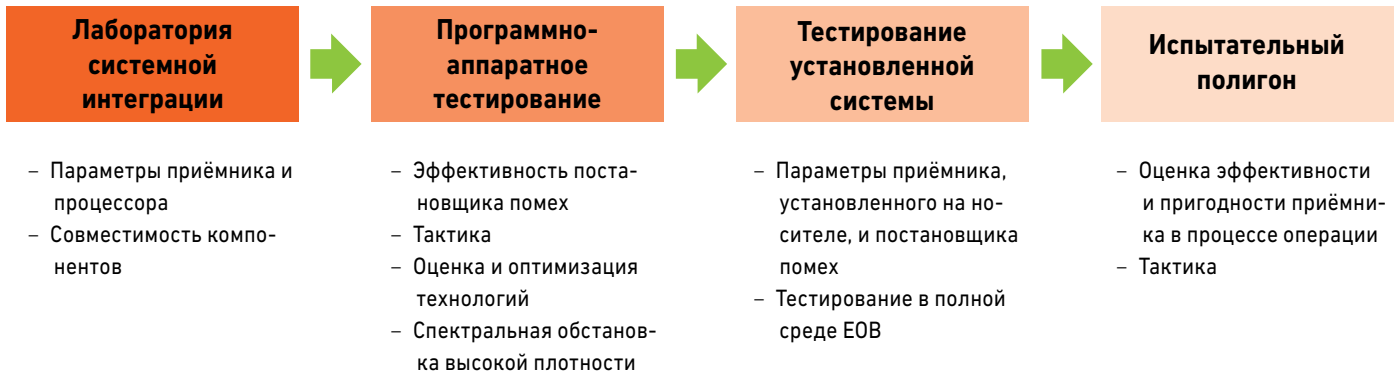 Лаборатория
системной
интеграции
– Параметры приёмника и
процессора
– Совместимость компо-
нентов
Программно-
аппаратное
тестирование
– Эффективность поста-
новщика помех
– Тактика
– Оценка и оптимизация
технологий
– Спектральная обстанов-
ка высокой плотности
Тестирование
установленной
системы
– Параметры приёмника,
установленного на но-
сителе, и постановщика
помех
– Тестирование в полной
среде EOB
Испытательный
полигон
– Оценка эффективности
и пригодности приёмни-
ка в процессе операции
– Тактика